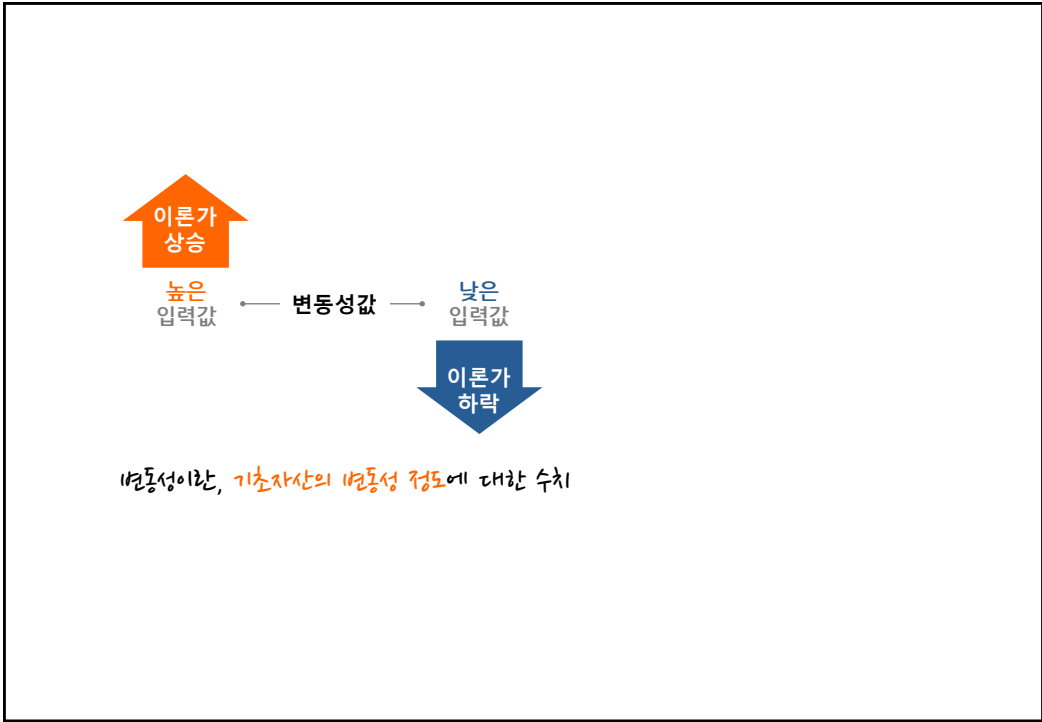 이론가
상승
높은
입력값
변동성값
낮은
입력값
이론가
하락
변동성이란, 기초자산의 변동성 정도에 대한 수치